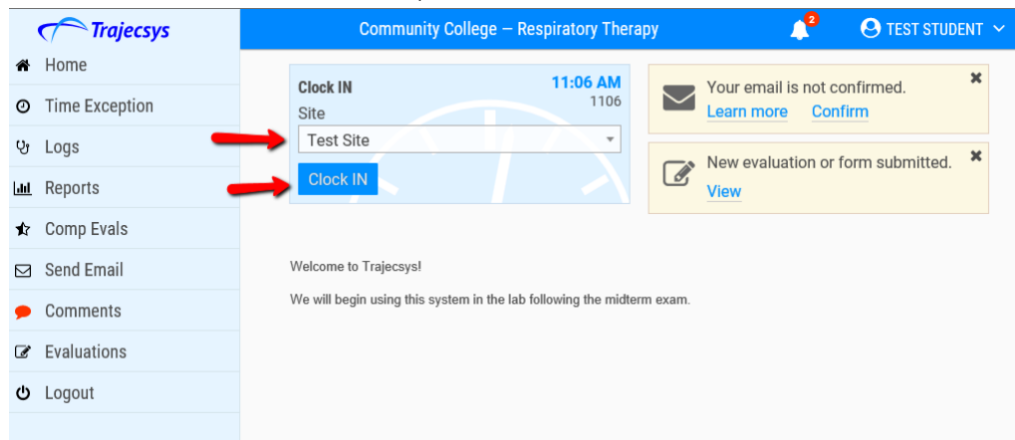 Trajecsys
Community College – Respiratory Therapy
2
TEST STUDENT
Home
Time Exception
Logs
Reports
Comp Evals
Send Email
Comments
Evaluations
Logout
Clock IN
11:06 AM
1106
Site
Test Site
Clock IN
Your email is not confirmed.
Learn more Confirm
New evaluation or form submitted.
View
Welcome to Trajecsys!
We will begin using this system in the lab following the midterm exam.